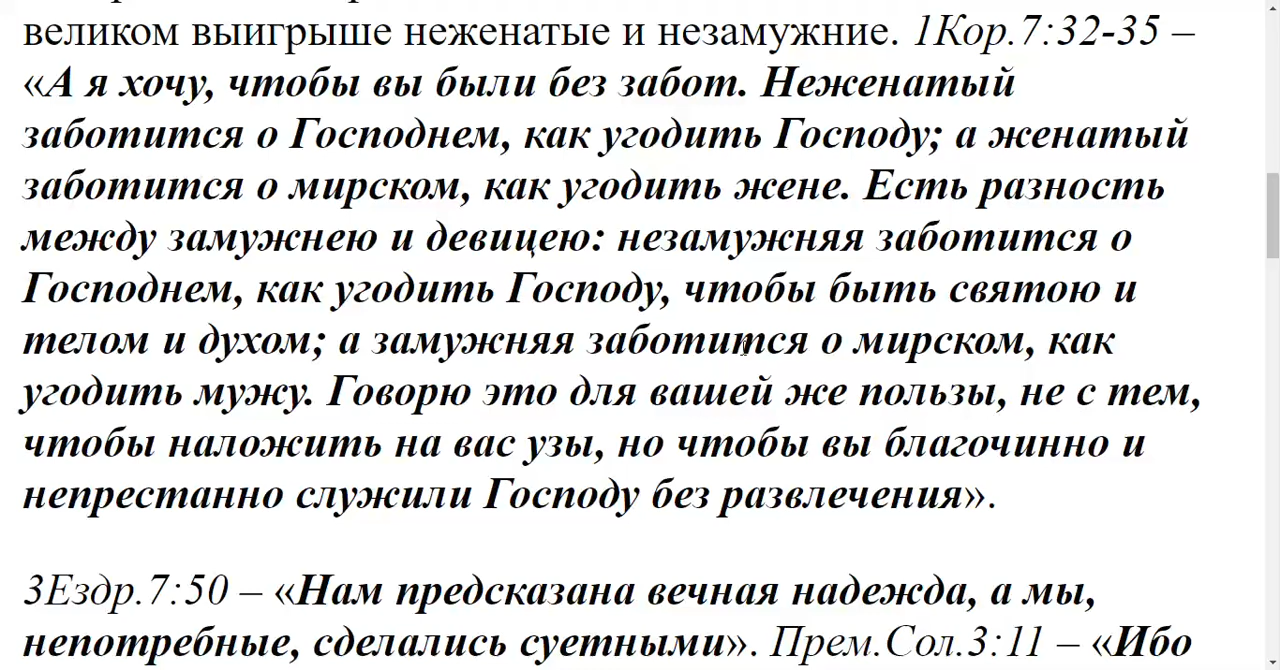 великом выигрыше неженатые и незамужние. 1Кор.7:32-35 –
«А я хочу, чтобы вы были без забот. Неженатый
заботится о Господнем, как угодить Господу; а женатый
заботится о мирском, как угодить жене. Есть разность
между замужнею и девицею: незамужняя заботится о
Господнем, как угодить Господу, чтобы быть святою и
телом и духом; а замужняя заботится о мирском, как
угодить мужу. Говорю это для вашей же пользы, не с тем,
чтобы наложить на вас узы, но чтобы вы благочинно и
непрестанно служили Господу без развлечения».
3Ездр.7:50 – «Нам предсказана вечная надежда, а мы,
непотребные, сделались суетными». Прем.Сол.3:11 – «Ибо